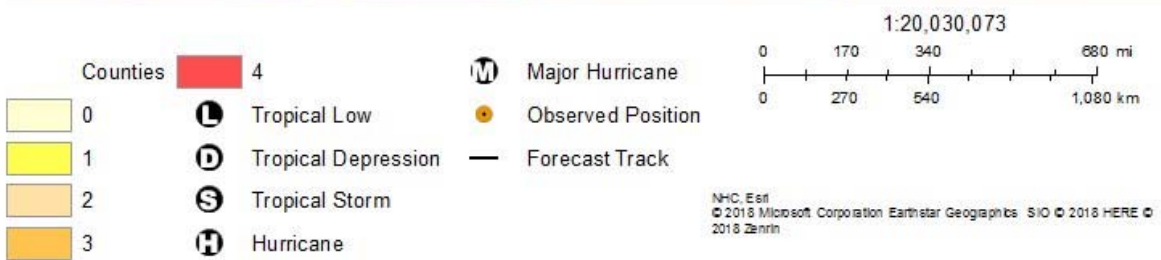 1:20,030,073
0 170 340 680 mi
0 270 540 1,080 km
Counties
0
1
2
3
4
L Tropical Low
D Tropical Depression
S Tropical Storm
H Hurricane
M Major Hurricane
Observed Position
Forecast Track
NHC, Esri
© 2018 Microsoft Corporation Earthstar Geographics SIO © 2018 HERE ©
2018 Zenrin